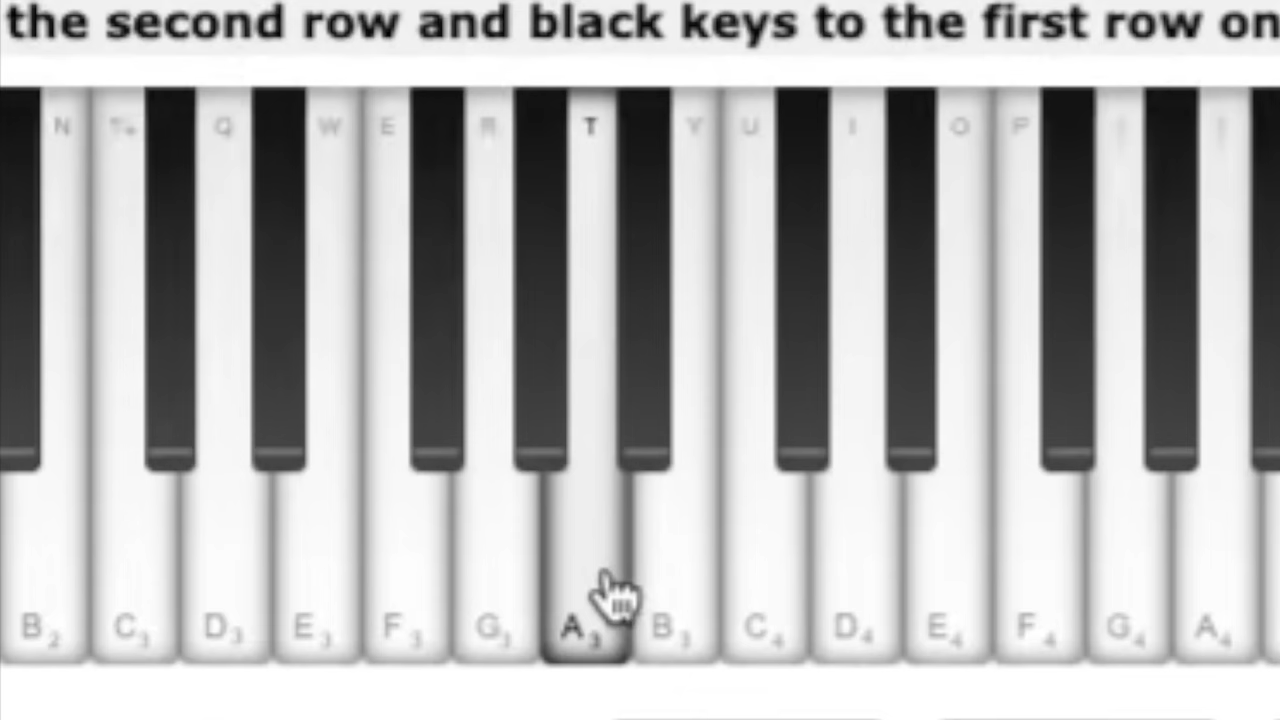 the second row and black keys to the first row on
N Q W E R T Y U I O P
B2 C3 D3 E3 F3 G3 A3 B3 C4 D4 E4 F4 G4 A4